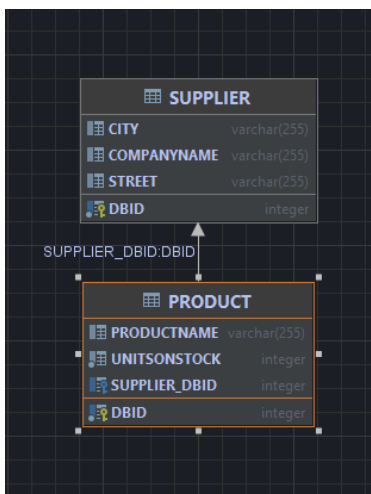 SUPPLIER
CITY varchar(255)
COMPANYNAME varchar(255)
STREET varchar(255)
DBID integer
SUPPLIER_DBID:DBID
PRODUCT
PRODUCTNAME varchar(255)
UNITSONSTOCK integer
SUPPLIER_DBID integer
DBID integer